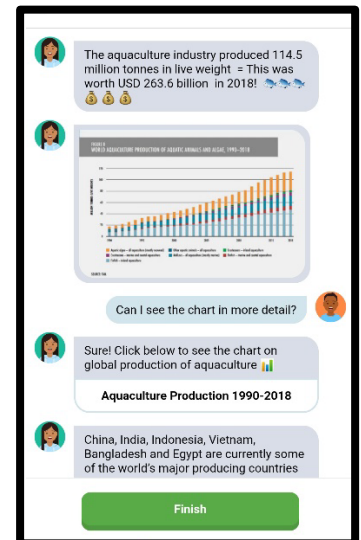 The aquaculture industry produced 114.5
million tonnes in live weight = This was
worth USD 263.6 billion in 2018! 🐟🐟🐟
💰💰💰
WORLD AQUACULTURE PRODUCTION OF AQUATIC ANIMALS AND ALGAE, 1990–2018
Can I see the chart in more detail?
Sure! Click below to see the chart on
global production of aquaculture 📊
Aquaculture Production 1990-2018
China, India, Indonesia, Vietnam,
Bangladesh and Egypt are currently some
of the world's major producing countries
Finish